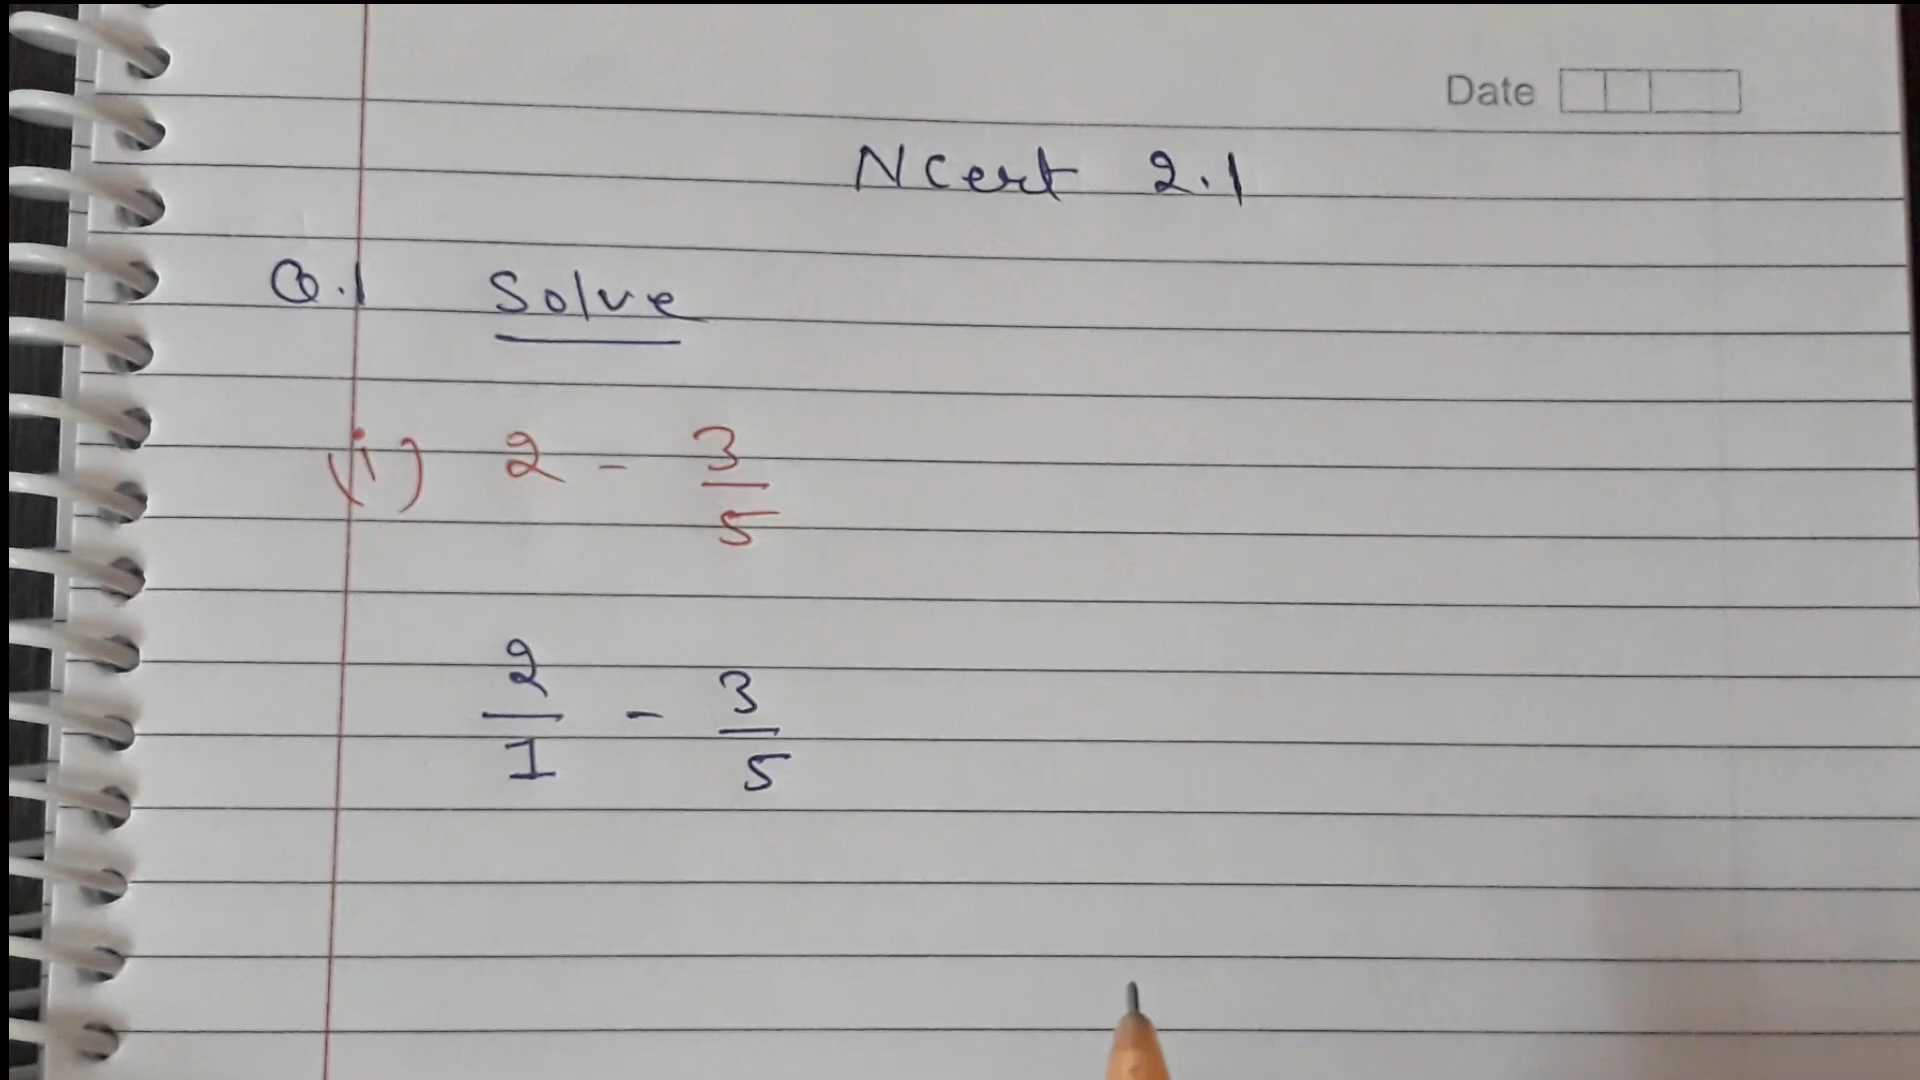 Date
NCert 2.1
Q.1 Solve
(i) 2 - 3/5
2/1 - 3/5